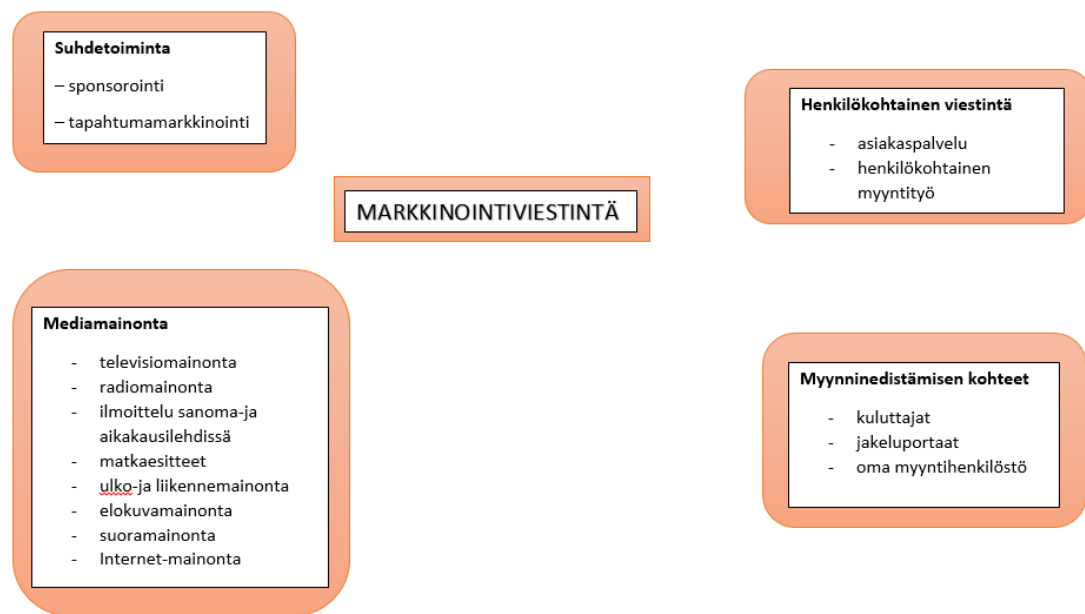 Suhdetoiminta
– sponsorointi
– tapahtumamarkkinointi
Henkilökohtainen viestintä
- asiakaspalvelu
- henkilökohtainen
myyntityö
MARKKINOINTIVIESTINTÄ
Mediamainonta
- televisiomainonta
- radiomainonta
- ilmoittelu sanoma-ja
aikakausilehdissä
- matkaesitteet
- ulko-ja liikennemainonta
- elokuvamainonta
- suoramainonta
- Internet-mainonta
Myynninedistämisen kohteet
- kuluttajat
- jakeluportaat
- oma myyntihenkilöstö